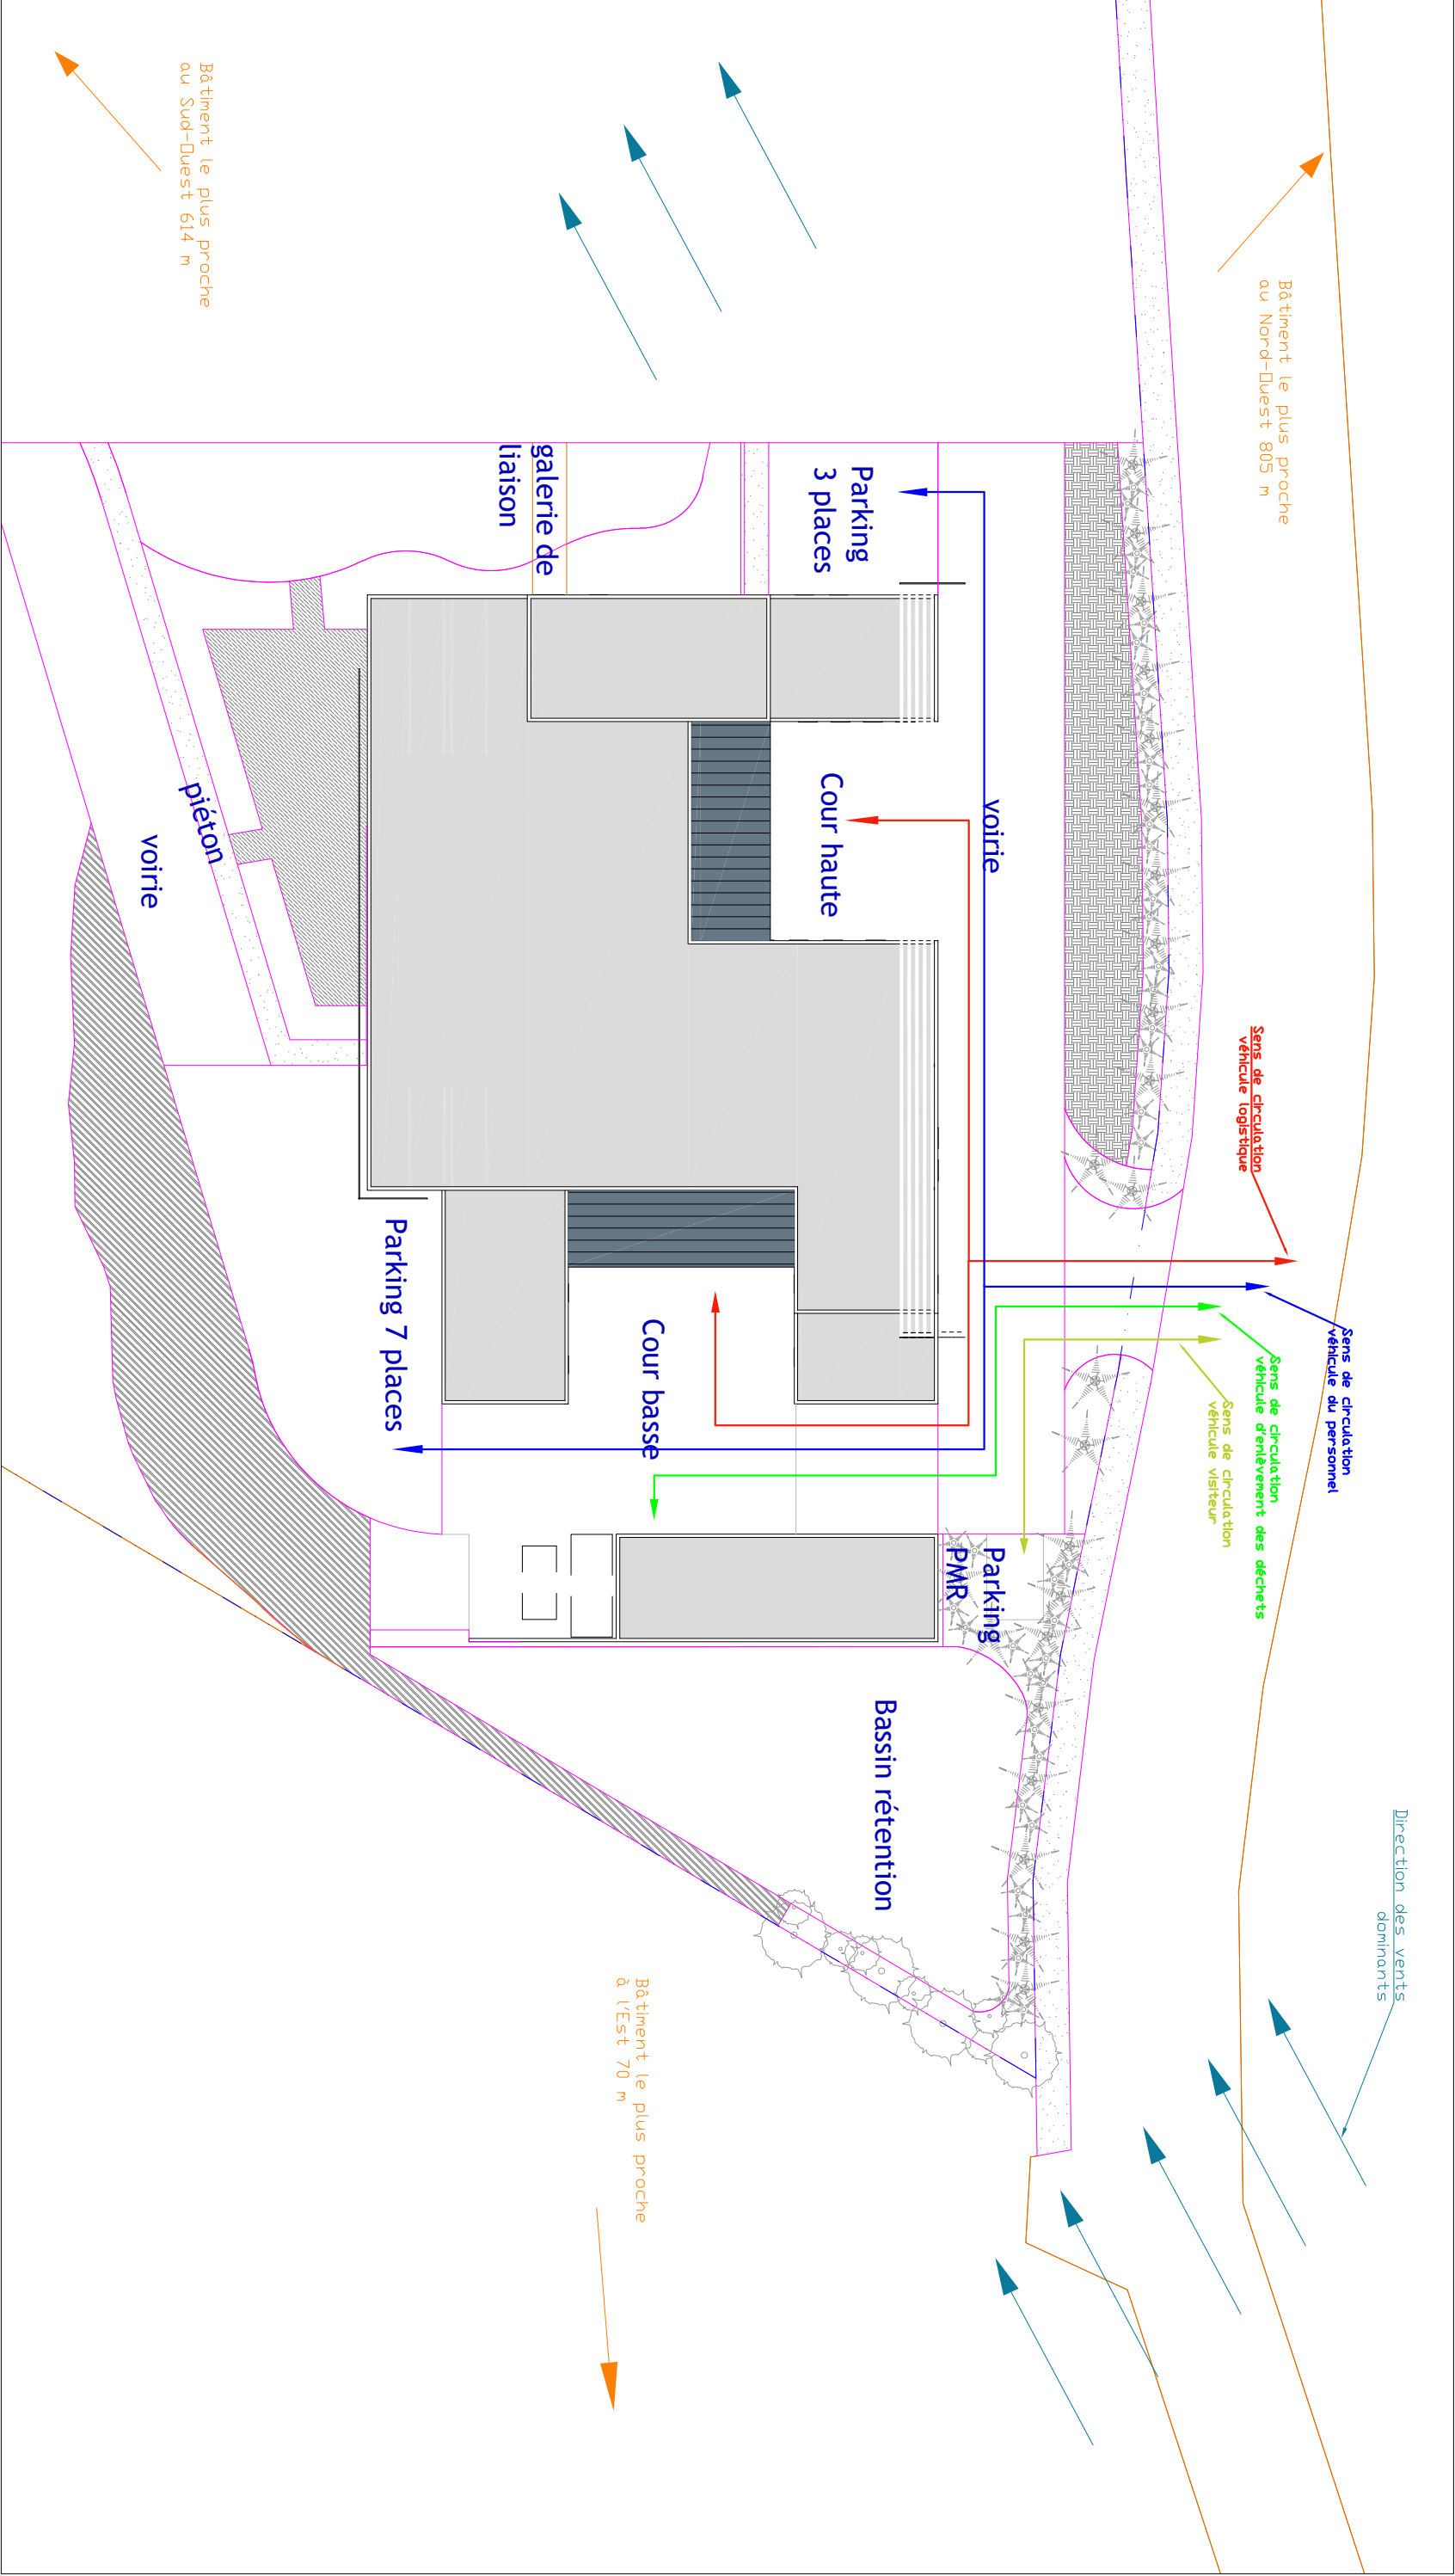 Bâtiment le plus proche
au Nord-Ouest 805 m
Direction des vents
dominants
Sens de circulation
véhicule logistique
Sens de circulation
véhicule du personnel
Sens de circulation
véhicule d'enlèvement des déchets
Sens de circulation
véhicule visiteur
Parking
3 places
voirie
Cour haute
Parking
PMR
Bassin rétention
galerie de
liaison
Cour basse
Bâtiment le plus proche
à l'Est 70 m
Parking 7 places
piéton
voirie
Bâtiment le plus proche
au Sud-Ouest 614 m